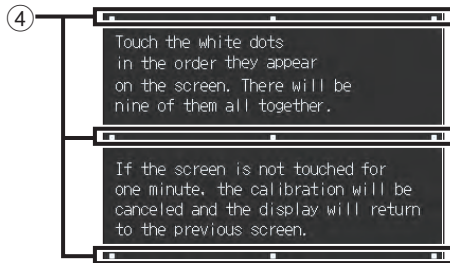 ④
Touch the white dots
in the order they appear
on the screen. There will be
nine of them all together.
If the screen is not touched for
one minute, the calibration will be
canceled and the display will return
to the previous screen.